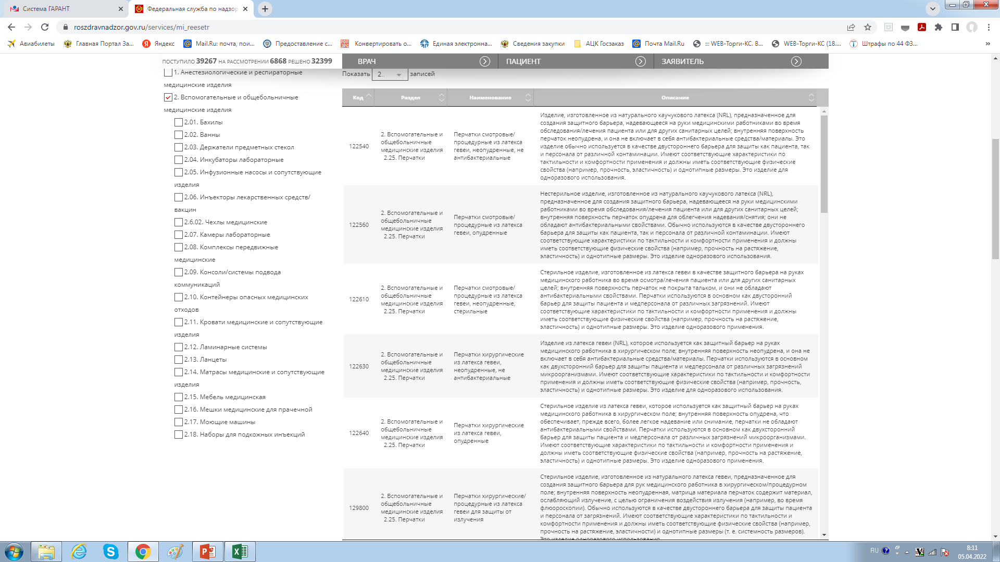 Система ГАРАНТ
Федеральная служба по надзор
roszdravnadzor.gov.ru/services/mi_reesetr
Авиабилеты
Главная Портал За...
Яндекс
Mail.Ru: почта, пои...
Предоставление с...
Конвертировать о...
Единая электронна...
Сведения закупки
АЦК Госзаказ
Почта Mail.Ru
::: WEB-Торги-КС. В...
WEB-Торги-КС (18....
Штрафы по 44 ФЗ...
»
ПОСТУПИЛО 39267 НА РАССМОТРЕНИИ 6868 РЕШЕНО 32399
ВРАЧ
ПАЦИЕНТ
ЗАЯВИТЕЛЬ
1. Анестезиологические и респираторные
медицинские изделия
2. Вспомогательные и общебольничные
медицинские изделия
2.01. Бахилы
2.02. Ванны
2.03. Держатели предметных стекол
2.04. Инкубаторы лабораторные
2.05. Инфузионные насосы и сопутствующие
изделия
2.06. Инъекторы лекарственных средств/
вакцин
2.6.02. Чехлы медицинские
2.07. Камеры лабораторные
2.08. Комплексы передвижные
медицинские
2.09. Консоли/системы подвода
коммуникаций
2.10. Контейнеры опасных медицинских
отходов
2.11. Кровати медицинские и сопутствующие
изделия
2.12. Ламинарные системы
2.13. Ланцеты
2.14. Матрасы медицинские и сопутствующие
изделия
2.15. Мебель медицинская
2.16. Мешки медицинские для прачечной
2.17. Моющие машины
2.18. Наборы для подкожных инъекций
Показать 2.. записей
Код
Раздел
Наименование
Описание
122540
2. Вспомогательные и
общебольничные
медицинские изделия
2.25. Перчатки
Перчатки смотровые/
процедурные из латекса
гевеи, неопудренные, не
антибактериальные
Изделие, изготовленное из натурального каучукового латекса (NRL), предназначенное для
создания защитного барьера, надевающееся на руки медицинскими работниками во время
обследования/лечения пациента или для других санитарных целей; внутренняя поверхность
перчаток неопудрена, и она не включает в себя антибактериальные средства/материалы. Это
изделие обычно используется в качестве двустороннего барьера для защиты как пациента, так
и персонала от различной контаминации. Имеют соответствующие характеристики по
тактильности и комфортности применения и должны иметь соответствующие физические
свойства (например, прочность, эластичность) и однотипные размеры. Это изделие для
одноразового использования.
122560
2. Вспомогательные и
общебольничные
медицинские изделия
2.25. Перчатки
Перчатки смотровые/
процедурные из латекса
гевеи, опудренные
Нестерильное изделие, изготовленное из натурального каучукового латекса (NRL),
предназначенное для создания защитного барьера, надевающееся на руки медицинскими
работниками во время обследования/лечения пациента или для других санитарных целей;
внутренняя поверхность перчаток опудрена для облегчения надевания/снятия; они не
обладают антибактериальными свойствами. Обычно используются в качестве двустороннего
барьера для защиты как пациента, так и персонала от различной контаминации. Имеют
соответствующие характеристики по тактильности и комфортности применения и должны
иметь соответствующие физические свойства (например, прочность на растяжение,
эластичность) и однотипные размеры. Это изделие одноразового использования.
122610
2. Вспомогательные и
общебольничные
медицинские изделия
2.25. Перчатки
Перчатки смотровые/
процедурные из латекса
гевеи, неопудренные,
стерильные
Стерильное изделие, изготовленное из латекса гевеи в качестве защитного барьера на руках
медицинского работника во время осмотра/лечения пациента или для других санитарных
целей; внутренняя поверхность перчаток не покрыта тальком, и они не обладают
антибактериальными свойствами. Перчатки используются в основном как двусторонний
барьер для защиты пациента и медперсонала от различных загрязнений. Имеют
соответствующие характеристики по тактильности и комфортности применения и должны
иметь соответствующие физические свойства (например, прочность на растяжение,
эластичность) и однотипные размеры. Это изделие одноразового применения.
122630
2. Вспомогательные и
общебольничные
медицинские изделия
2.25. Перчатки
Перчатки хирургические
из латекса гевеи,
неопудренные, не
антибактериальные
Изделие из латекса гевеи (NRL), которое используется как защитный барьер на руках
медицинского работника в хирургическом поле; внутренняя поверхность неопудрена, и она не
включает в себя антибактериальные средства/материалы. Перчатки используются в основном
как двухсторонний барьер для защиты пациента и медперсонала от различных загрязнений
микроорганизмами. Имеют соответствующие характеристики по тактильности и комфортности
применения и должны иметь соответствующие физические свойства (например, прочность,
эластичность) и однотипные размеры. Это изделие для одноразового использования.
122640
2. Вспомогательные и
общебольничные
медицинские изделия
2.25. Перчатки
Перчатки хирургические
из латекса гевеи,
опудренные
Стерильное изделие из латекса гевеи, которое используется как защитный барьер на руках
медицинского работника в хирургическом поле; внутренняя поверхность опудрена, что
обеспечивает, прежде всего, более легкое надевание или снимание, перчатки не обладают
антибактериальными свойствами. Перчатки используются в основном как двухсторонний
барьер для защиты пациента и медперсонала от различных загрязнений микроорганизмами.
Имеют соответствующие характеристики по тактильности и комфортности применения и
должны иметь соответствующие физические свойства (например, прочность на растяжение,
эластичность) и однотипные размеры. Это изделие одноразового применения.
129800
2. Вспомогательные и
общебольничные
медицинские изделия
2.25. Перчатки
Перчатки хирургические/
процедурные из латекса
гевеи для защиты от
излучения
Стерильное изделие, изготовленное из натурального латекса гевеи, предназначенное для
создания защитного барьера для рук медицинского работника в хирургическом/процедурном
поле; внутренняя поверхность неопудренная, матрица материала перчаток содержит материал,
ослабляющий излучение, с целью ограничения воздействия излучения (например, во время
флюороскопии). Обычно используются в качестве двустороннего барьера для защиты пациента
и персонала от загрязнений. Имеют соответствующие характеристики по тактильности и
комфортности применения и должны иметь соответствующие физические свойства (например,
прочность на растяжение, эластичности) и однотипные размеры (т. е. системность размеров).
Это изделие одноразового использования.
RU
8:11
05.04.2022